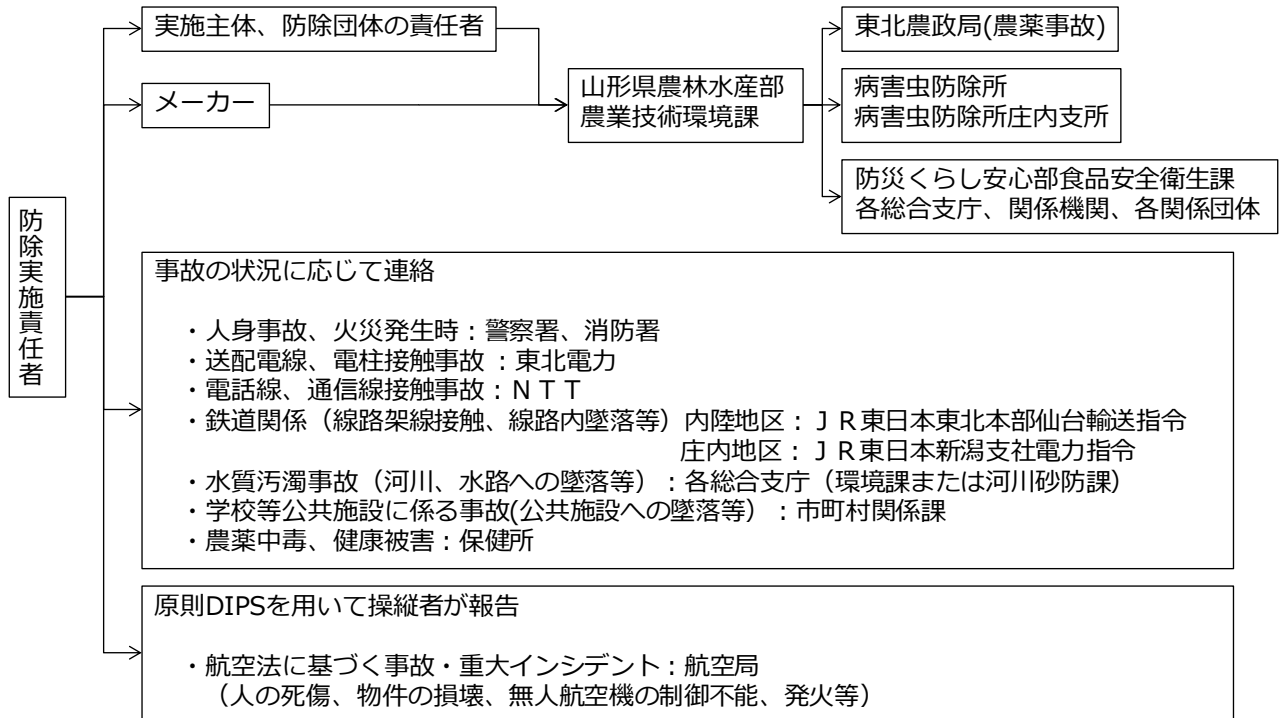 実施主体、防除団体の責任者
メーカー
山形県農林水産部
農業技術環境課
東北農政局(農薬事故)
病害虫防除所
病害虫防除所庄内支所
防災くらし安心部食品安全衛生課
各総合支庁、関係機関、各関係団体
防除実施責任者
事故の状況に応じて連絡
・人身事故、火災発生時：警察署、消防署
・送配電線、電柱接触事故 ：東北電力
・電話線、通信線接触事故：ＮＴＴ
・鉄道関係（線路架線接触、線路内墜落等）内陸地区：ＪＲ東日本東北本部仙台輸送指令
庄内地区：ＪＲ東日本新潟支社電力指令
・水質汚濁事故（河川、水路への墜落等）：各総合支庁（環境課または河川砂防課）
・学校等公共施設に係る事故(公共施設への墜落等）：市町村関係課
・農薬中毒、健康被害：保健所
原則DIPSを用いて操縦者が報告
・航空法に基づく事故・重大インシデント：航空局
（人の死傷、物件の損壊、無人航空機の制御不能、発火等）